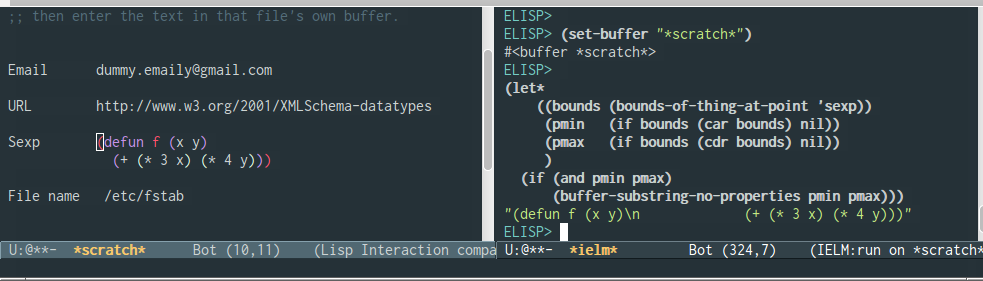 ;; then enter the text in that file's own buffer.
Email      dummy.emaily@gmail.com
URL        http://www.w3.org/2001/XMLSchema-datatypes
Sexp       (defun f (x y)
             (+ (* 3 x) (* 4 y)))
File name   /etc/fstab
U:@**-  *scratch*      Bot (10,11)    (Lisp Interaction compa
ELISP>
ELISP> (set-buffer "*scratch*")
#<buffer *scratch*>
ELISP>
(let*
    ((bounds (bounds-of-thing-at-point 'sexp))
     (pmin   (if bounds (car bounds) nil))
     (pmax   (if bounds (cdr bounds) nil))
     )
  (if (and pmin pmax)
      (buffer-substring-no-properties pmin pmax)))
"(defun f (x y)\n             (+ (* 3 x) (* 4 y)))"
ELISP>
U:@**-  *ielm*         Bot (324,7)    (IELM:run on *scratch*